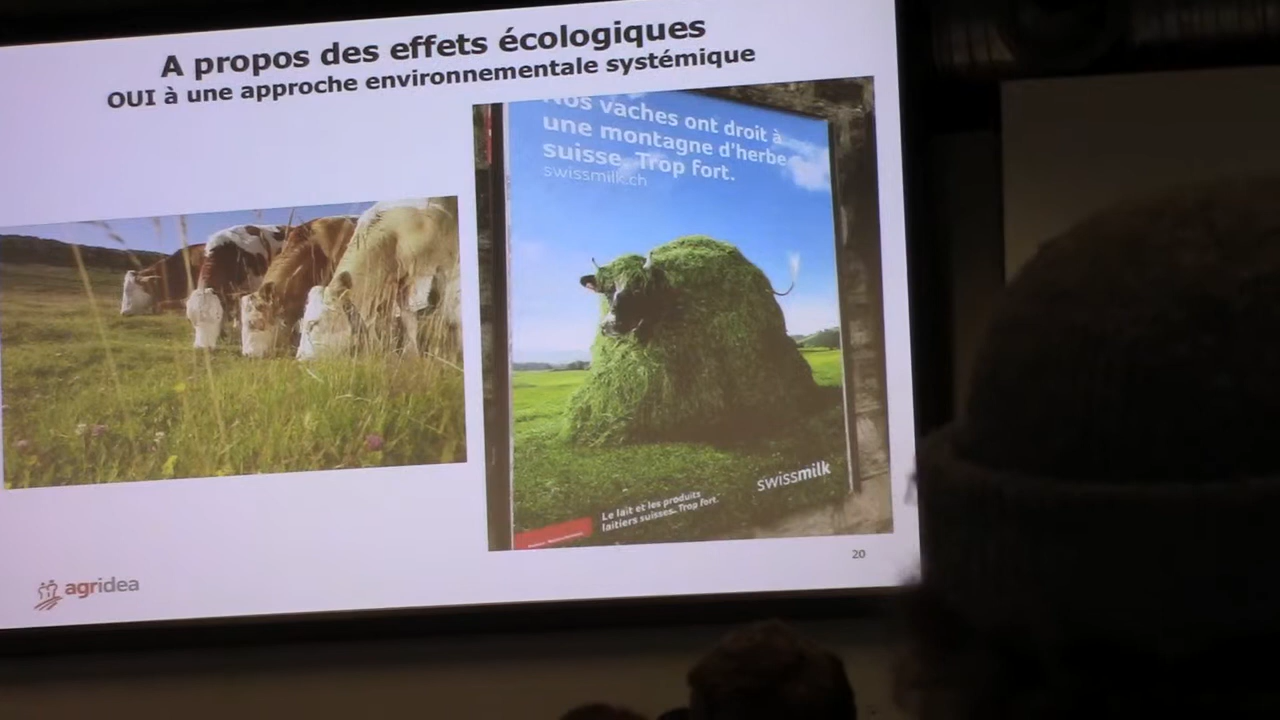 A propos des effets écologiques
OUI à une approche environnementale systémique
Nos vaches ont droit à
une montagne d'herbe
suisse. Trop fort.
swissmilk.ch
swissmilk
Le lait et les produits
laitiers suisses. Trop fort.
20
agridea